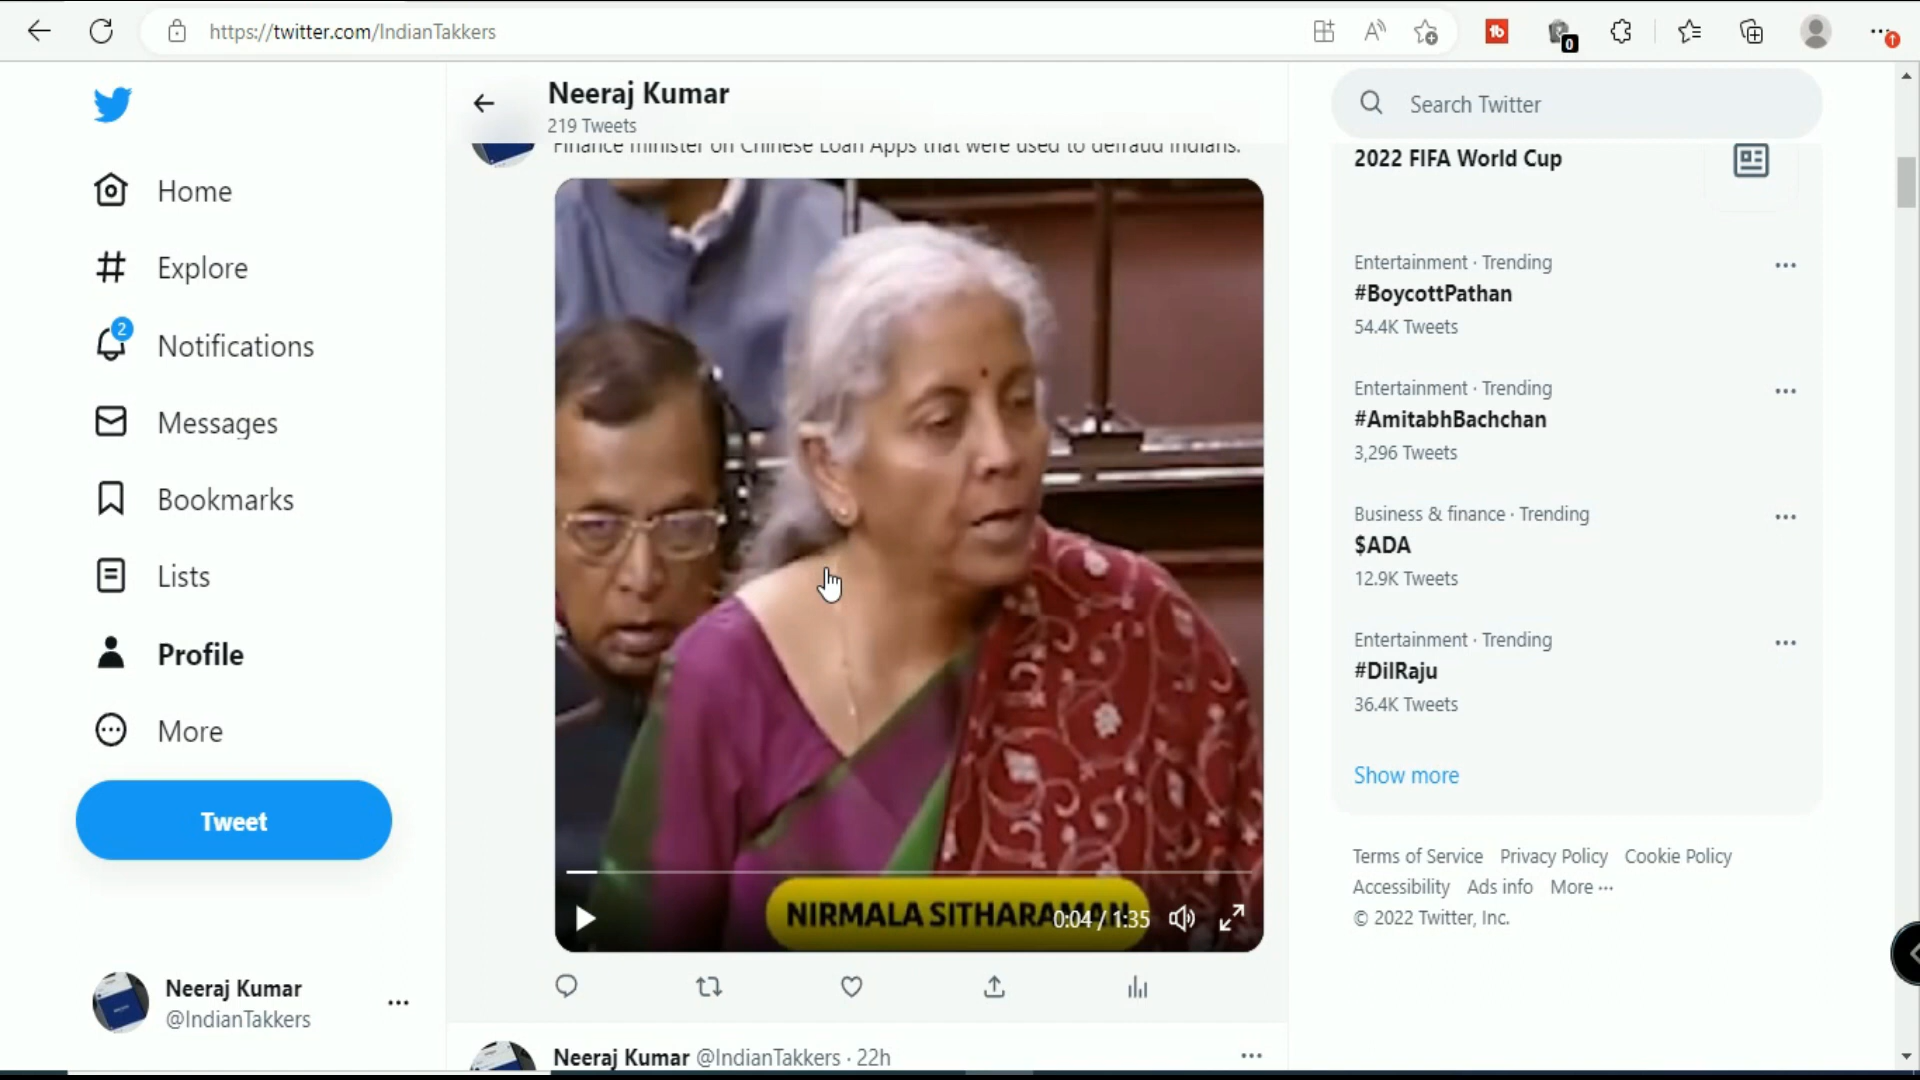 https://twitter.com/IndianTakkers
Neeraj Kumar
219 Tweets
Home
Explore
2
Notifications
Messages
Bookmarks
Lists
Profile
More
Tweet
Neeraj Kumar
@IndianTakkers
Finance minister on Chinese Loan Apps that were used to defraud Indians.
NIRMALA SITHARAMAN
0:04 / 1:35
Neeraj Kumar @IndianTakkers · 22h
Search Twitter
2022 FIFA World Cup
Entertainment · Trending
#BoycottPathan
54.4K Tweets
Entertainment · Trending
#AmitabhBachchan
3,296 Tweets
Business & finance · Trending
$ADA
12.9K Tweets
Entertainment · Trending
#DilRaju
36.4K Tweets
Show more
Terms of Service Privacy Policy Cookie Policy
Accessibility Ads info More ···
© 2022 Twitter, Inc.
0